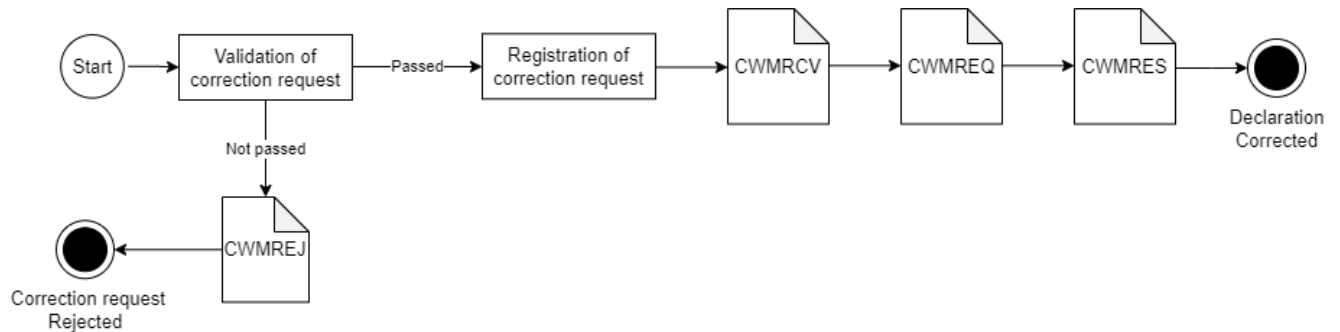 Start
Validation of
correction request
Passed
Registration of
correction request
CWMRCV
CWMREQ
CWMRES
Declaration
Corrected
Not passed
CWMREJ
Correction request
Rejected